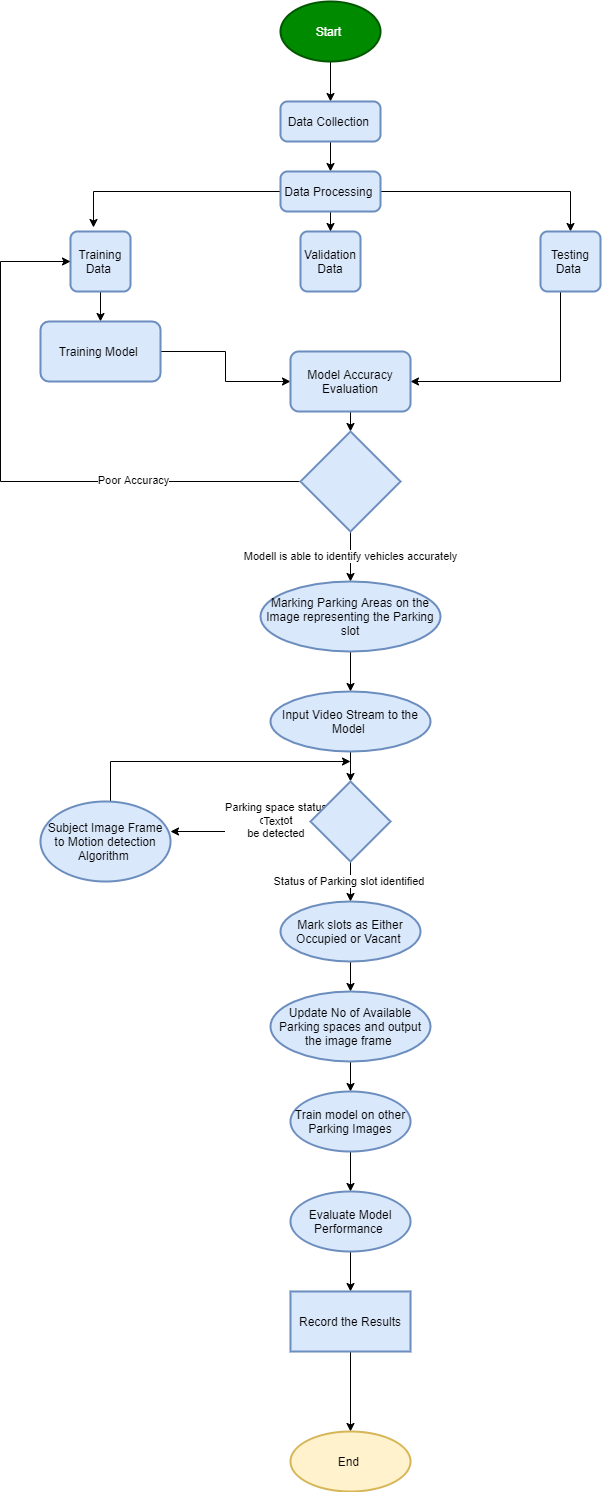 Start
Data Collection
Data Processing
Training
Data
Validation
Data
Testing
Data
Training Model
Model Accuracy
Evaluation
Poor Accuracy
Modell is able to identify vehicles accurately
Marking Parking Areas on the
Image representing the Parking
slot
Input Video Stream to the
Model
Parking space status
Text
be detected
Subject Image Frame
to Motion detection
Algorithm
Status of Parking slot identified
Mark slots as Either
Occupied or Vacant
Update No of Available
Parking spaces and output
the image frame
Train model on other
Parking Images
Evaluate Model
Performance
Record the Results
End